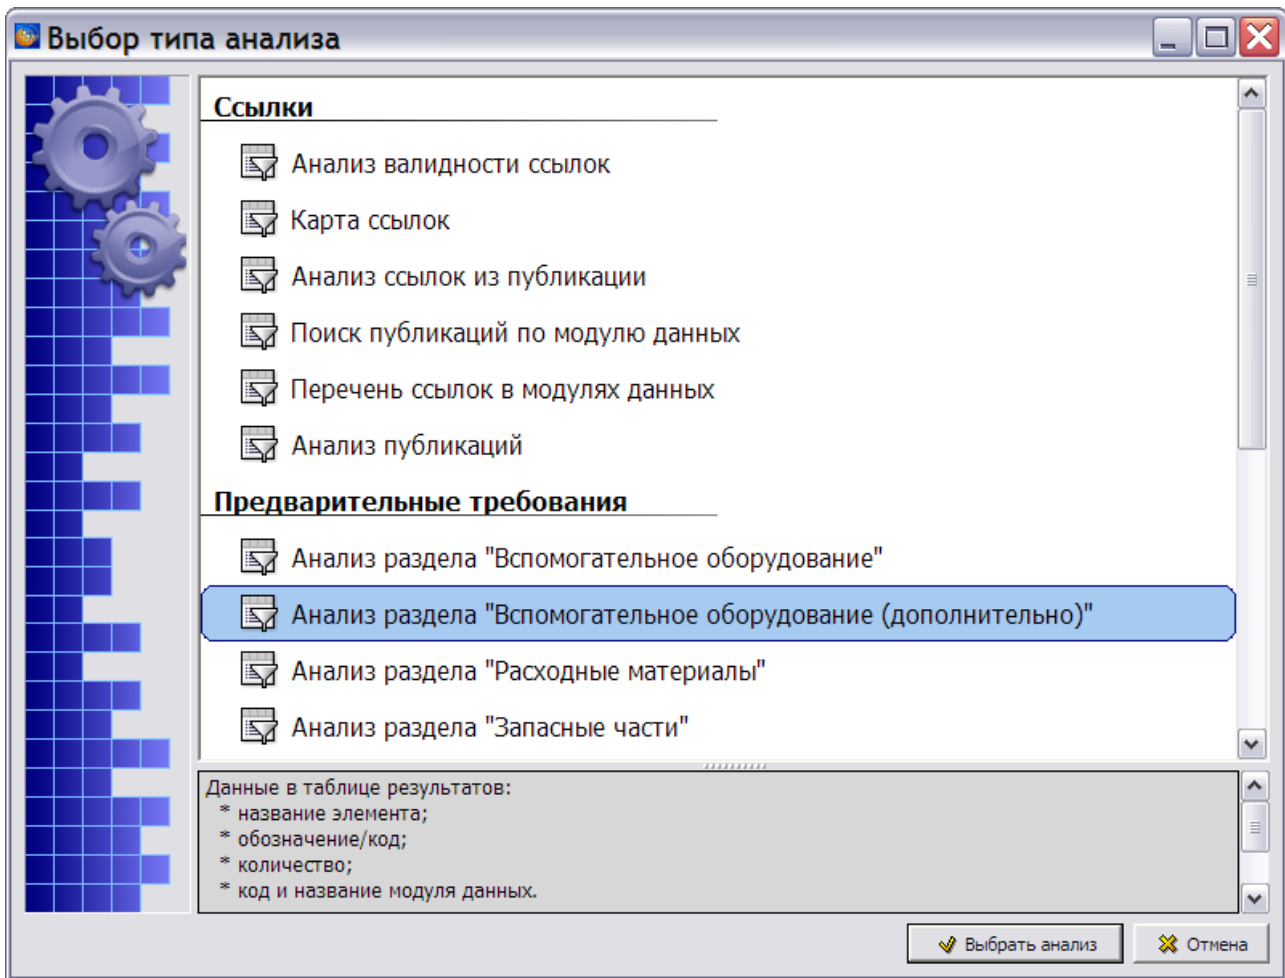 Выбор типа анализа
Ссылки
Анализ валидности ссылок
Карта ссылок
Анализ ссылок из публикации
Поиск публикаций по модулю данных
Перечень ссылок в модулях данных
Анализ публикаций
Предварительные требования
Анализ раздела "Вспомогательное оборудование"
Анализ раздела "Вспомогательное оборудование (дополнительно)"
Анализ раздела "Расходные материалы"
Анализ раздела "Запасные части"
Данные в таблице результатов:
* название элемента;
* обозначение/код;
* количество;
* код и название модуля данных.
Выбрать анализ
Отмена